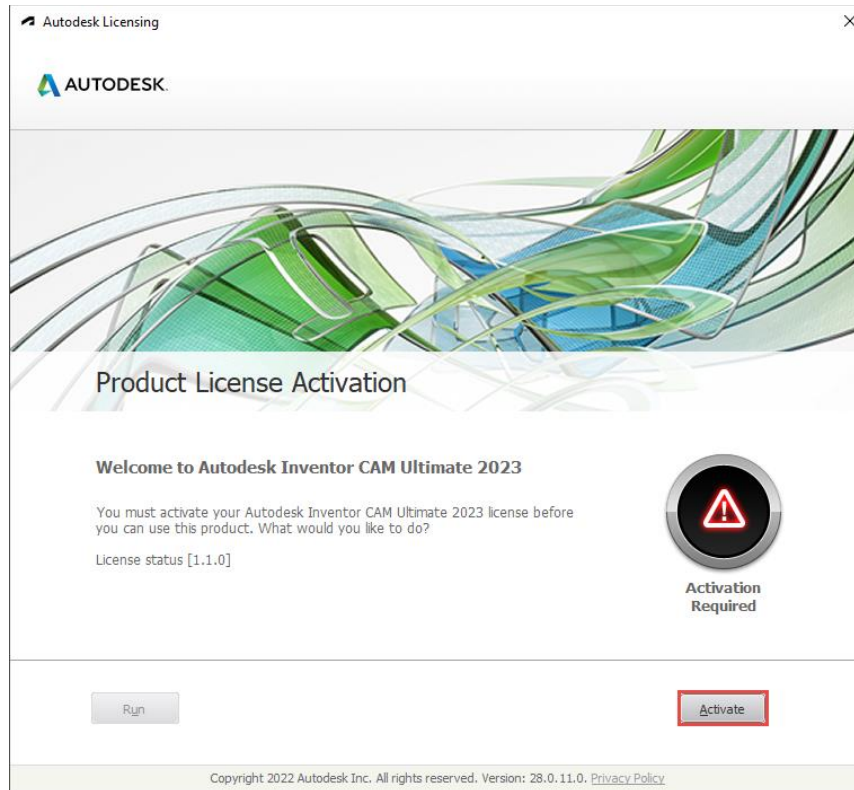 Autodesk Licensing
AUTODESK.
Product License Activation
Welcome to Autodesk Inventor CAM Ultimate 2023
You must activate your Autodesk Inventor CAM Ultimate 2023 license before
you can use this product. What would you like to do?
License status [1.1.0]
Activation
Required
Run
Activate
Copyright 2022 Autodesk Inc. All rights reserved. Version: 28.0.11.0. Privacy Policy